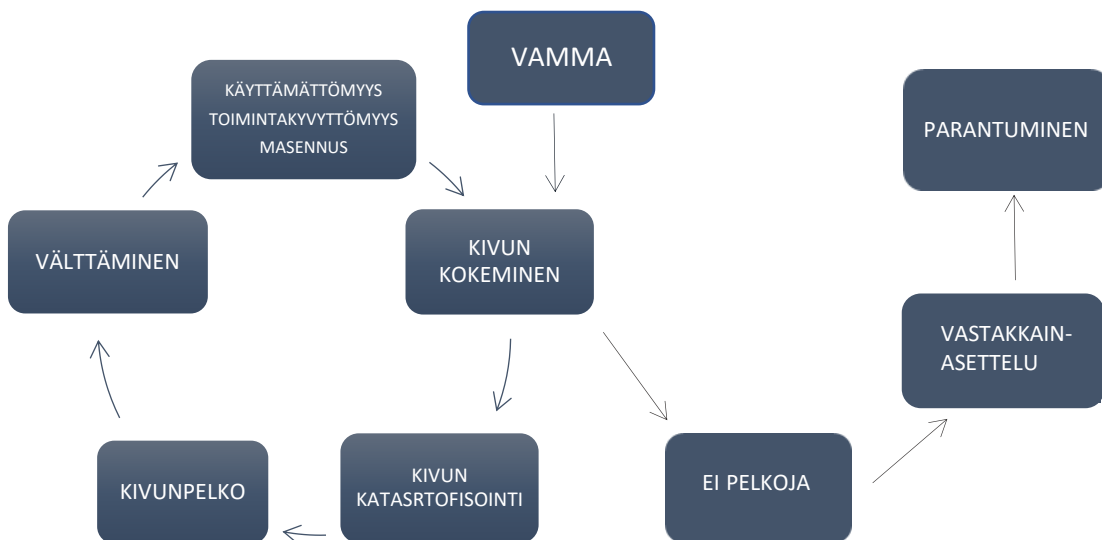 VAMMA
KÄYTTÄMÄTTÖMYYS
TOIMINTAKYVYTTÖMYYS
MASENNUS
PARANTUMINEN
VÄLTTÄMINEN
KIVUN
KOKEMINEN
VASTAKKAIN-
ASETTELU
KIVUNPELKO
KIVUN
KATASRTOFISOINTI
EI PELKOJA